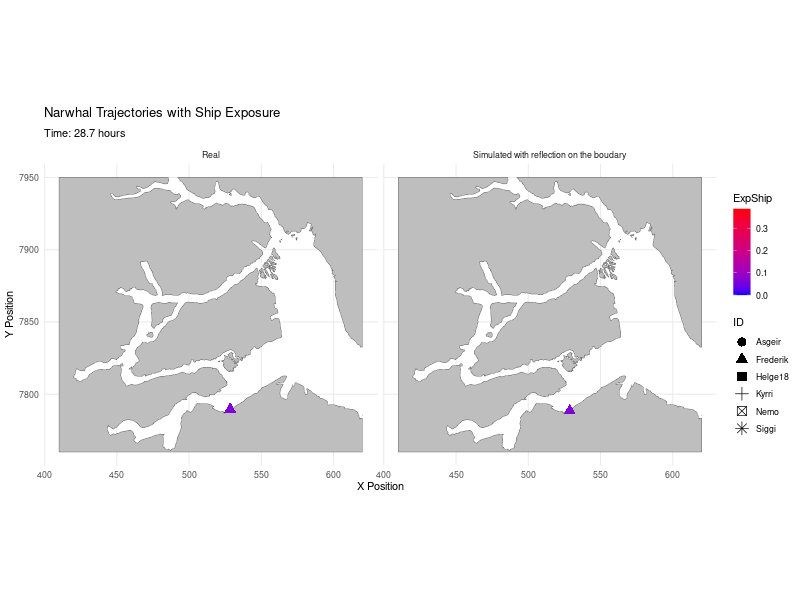 Narwhal Trajectories with Ship Exposure
Time: 28.7 hours
Real
Simulated with reflection on the boudary
7950
7900
7850
7800
Y Position
400
450
500
550
600
400
450
500
550
600
X Position
ExpShip
0.3
0.2
0.1
0.0
ID
Asgeir
Frederik
Helge18
Kyrri
Nemo
Siggi